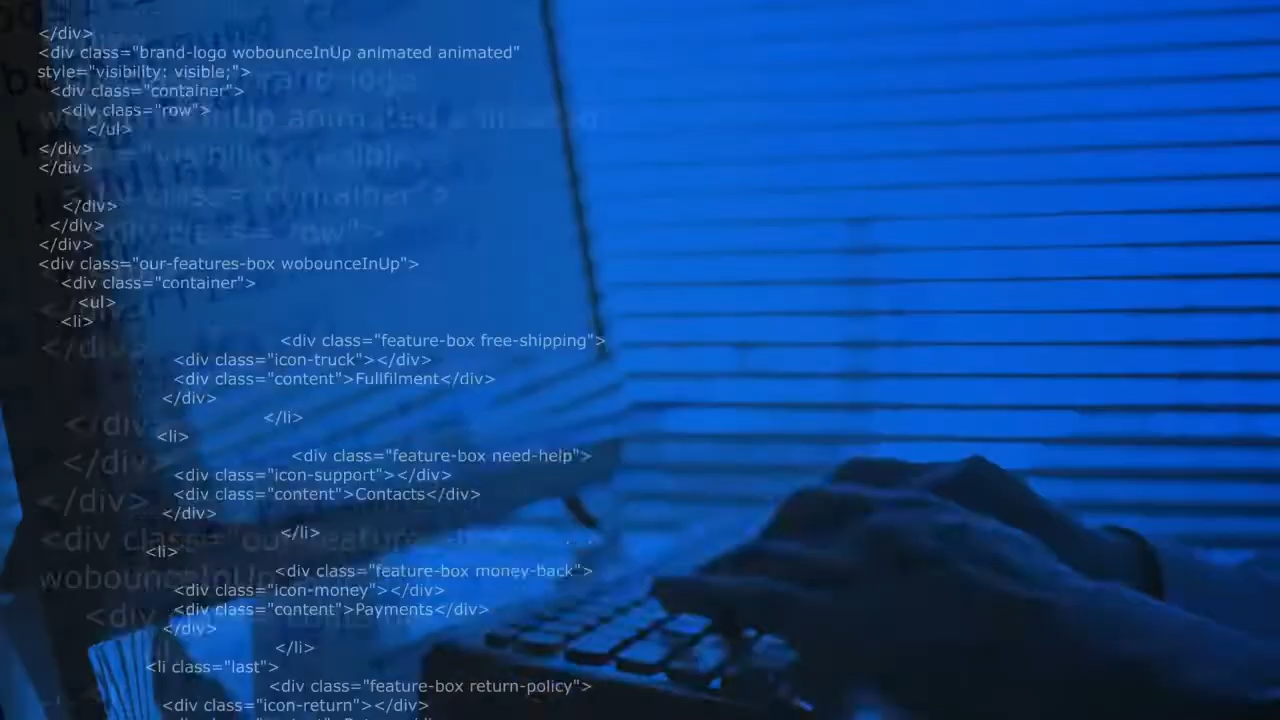 </div>
<div class="brand-logo wobounceInUp animated animated"
style="visibility: visible;">
<div class="container">
<div class="row">
</ul>
</div>
</div>
</div>
</div>
</div>
<div class="our-features-box wobounceInUp">
<div class="container">
<ul>
<li>
<div class="feature-box free-shipping">
<div class="icon-truck"></div>
<div class="content">Fullfilment</div>
</div>
</li>
<li>
<div class="feature-box need-help">
<div class="icon-support"></div>
<div class="content">Contacts</div>
</div>
</li>
<li>
<div class="feature-box money-back">
<div class="icon-money"></div>
<div class="content">Payments</div>
</div>
</li>
<li class="last">
<div class="feature-box return-policy">
<div class="icon-return"></div>